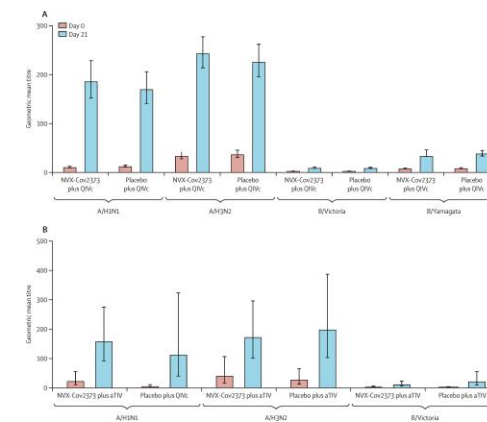 A
Day 0
Day 21
Geometric mean titre
300
200
100
0
NVX-Cov2373 plus QIVc
Placebo plus QIVc
NVX-Cov2373 plus QIVc
Placebo plus QIVc
NVX-Cov2373 plus QIVc
Placebo plus QIVc
NVX-Cov2373 plus QIVc
Placebo plus QIVc
A/H1N1
A/H3N2
B/Victoria
B/Yamagata
B
Geometric mean titre
500
400
300
200
100
0
NVX-Cov2373 plus aTIV
Placebo plus QIVc
NVX-Cov2373 plus aTIV
Placebo plus aTIV
NVX-Cov2373 plus aTIV
Placebo plus aTIV
A/H1N1
A/H3N2
B/Victoria